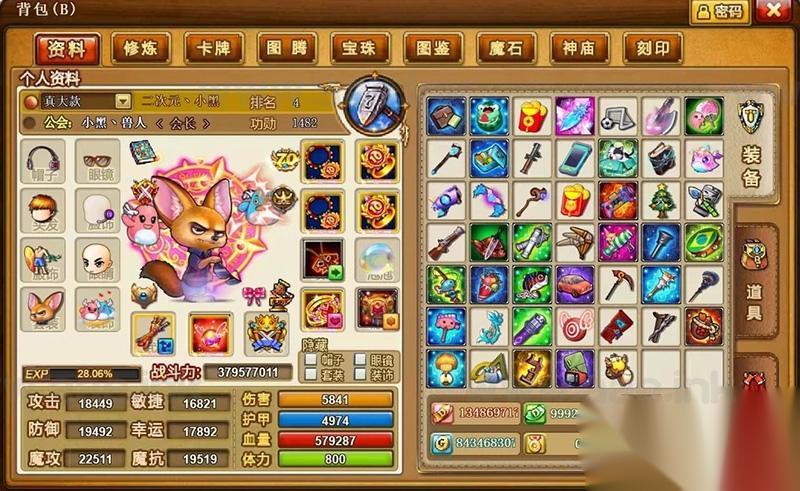 背包(B)
密码
资料 修炼 卡牌 图腾 宝珠 图鉴 魔石 神庙 刻印
个人资料
真大款 二次元丶小黑 排名 4
公会: 小黑丶兽人 < 会长 > 功勋 1482
帽子 眼镜 70
装备
道具
隐藏
帽子 眼镜
套装 装饰
EXP 28.06% 战斗力: 379577011
攻击 18449 敏捷 16821 伤害 5841
防御 19492 幸运 17892 护甲 4974
魔攻 22511 魔抗 19519 血量 579287
体力 800
9992
843468307